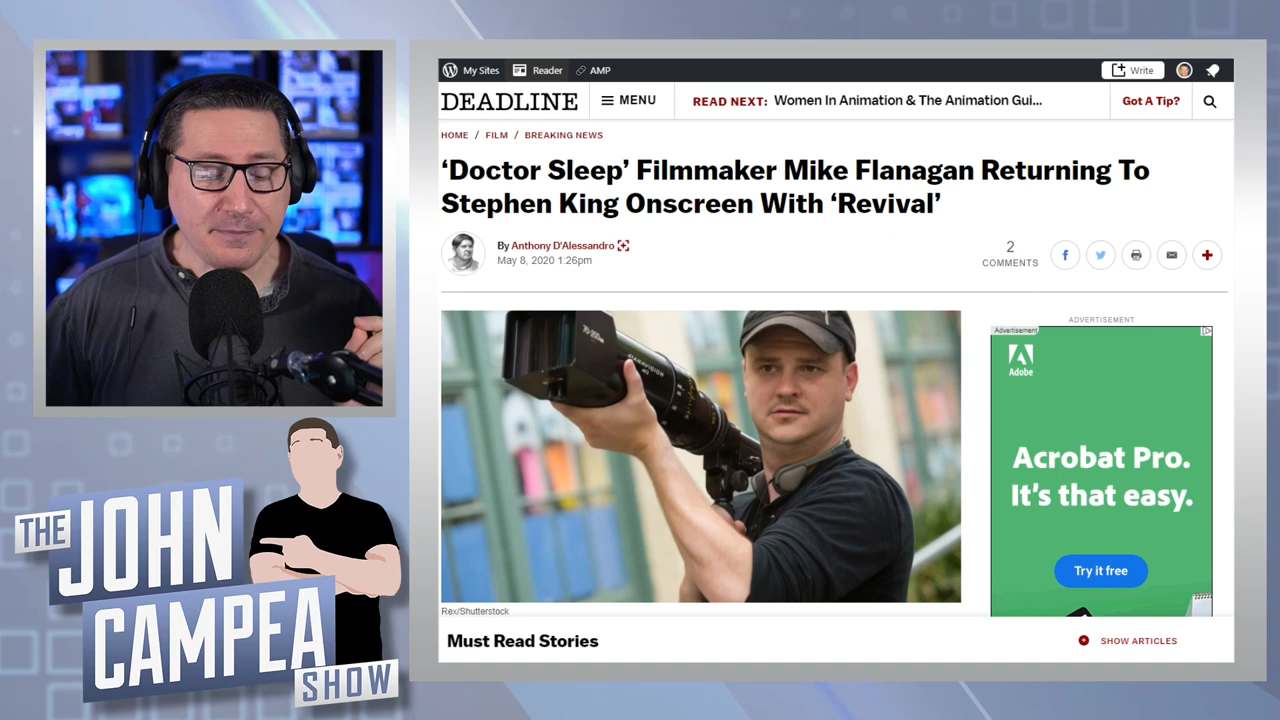 My Sites Reader AMP Write
DEADLINE MENU READ NEXT: Women In Animation & The Animation Gui... Got A Tip?
HOME / FILM / BREAKING NEWS
‘Doctor Sleep’ Filmmaker Mike Flanagan Returning To
Stephen King Onscreen With ‘Revival’
By Anthony D'Alessandro
May 8, 2020 1:26pm
2
COMMENTS
ADVERTISEMENT
Advertisement
Adobe
Acrobat Pro.
It's that easy.
Try it free
70-200mm
PANAVISION
Rex/Shutterstock
Must Read Stories
SHOW ARTICLES
THE
JOHN
CAMPEA
SHOW